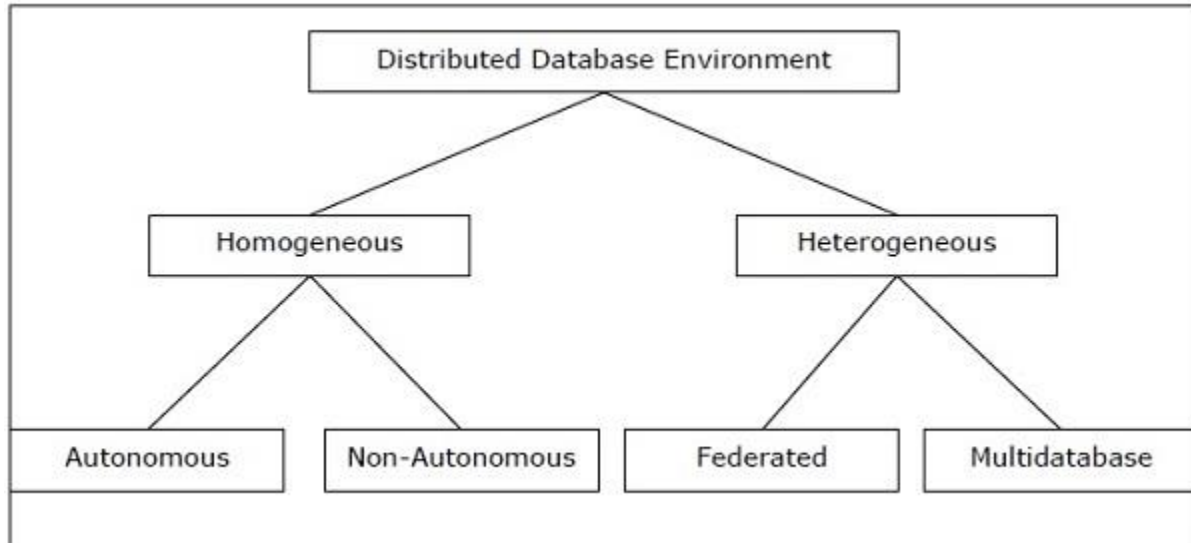 Distributed Database Environment
Homogeneous
Heterogeneous
Autonomous
Non-Autonomous
Federated
Multidatabase